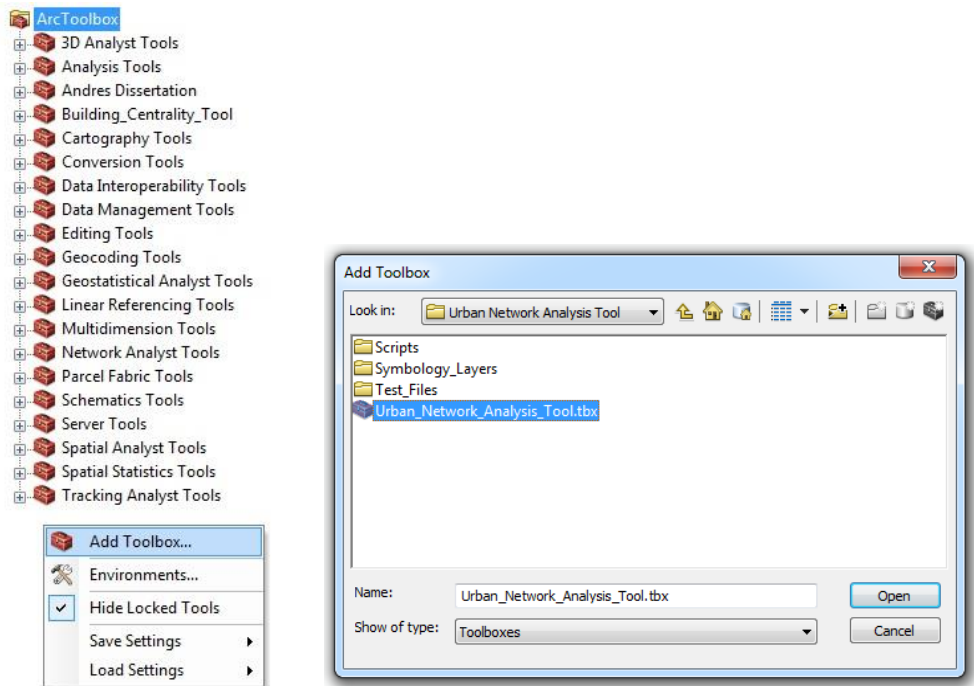 ArcToolbox
3D Analyst Tools
Analysis Tools
Andres Dissertation
Building_Centrality_Tool
Cartography Tools
Conversion Tools
Data Interoperability Tools
Data Management Tools
Editing Tools
Geocoding Tools
Geostatistical Analyst Tools
Linear Referencing Tools
Multidimension Tools
Network Analyst Tools
Parcel Fabric Tools
Schematics Tools
Server Tools
Spatial Analyst Tools
Spatial Statistics Tools
Tracking Analyst Tools
Add Toolbox...
Environments...
Hide Locked Tools
Save Settings
Load Settings
Add Toolbox
Look in: Urban Network Analysis Tool
Scripts
Symbology_Layers
Test_Files
Urban_Network_Analysis_Tool.tbx
Name: Urban_Network_Analysis_Tool.tbx Open
Show of type: Toolboxes Cancel